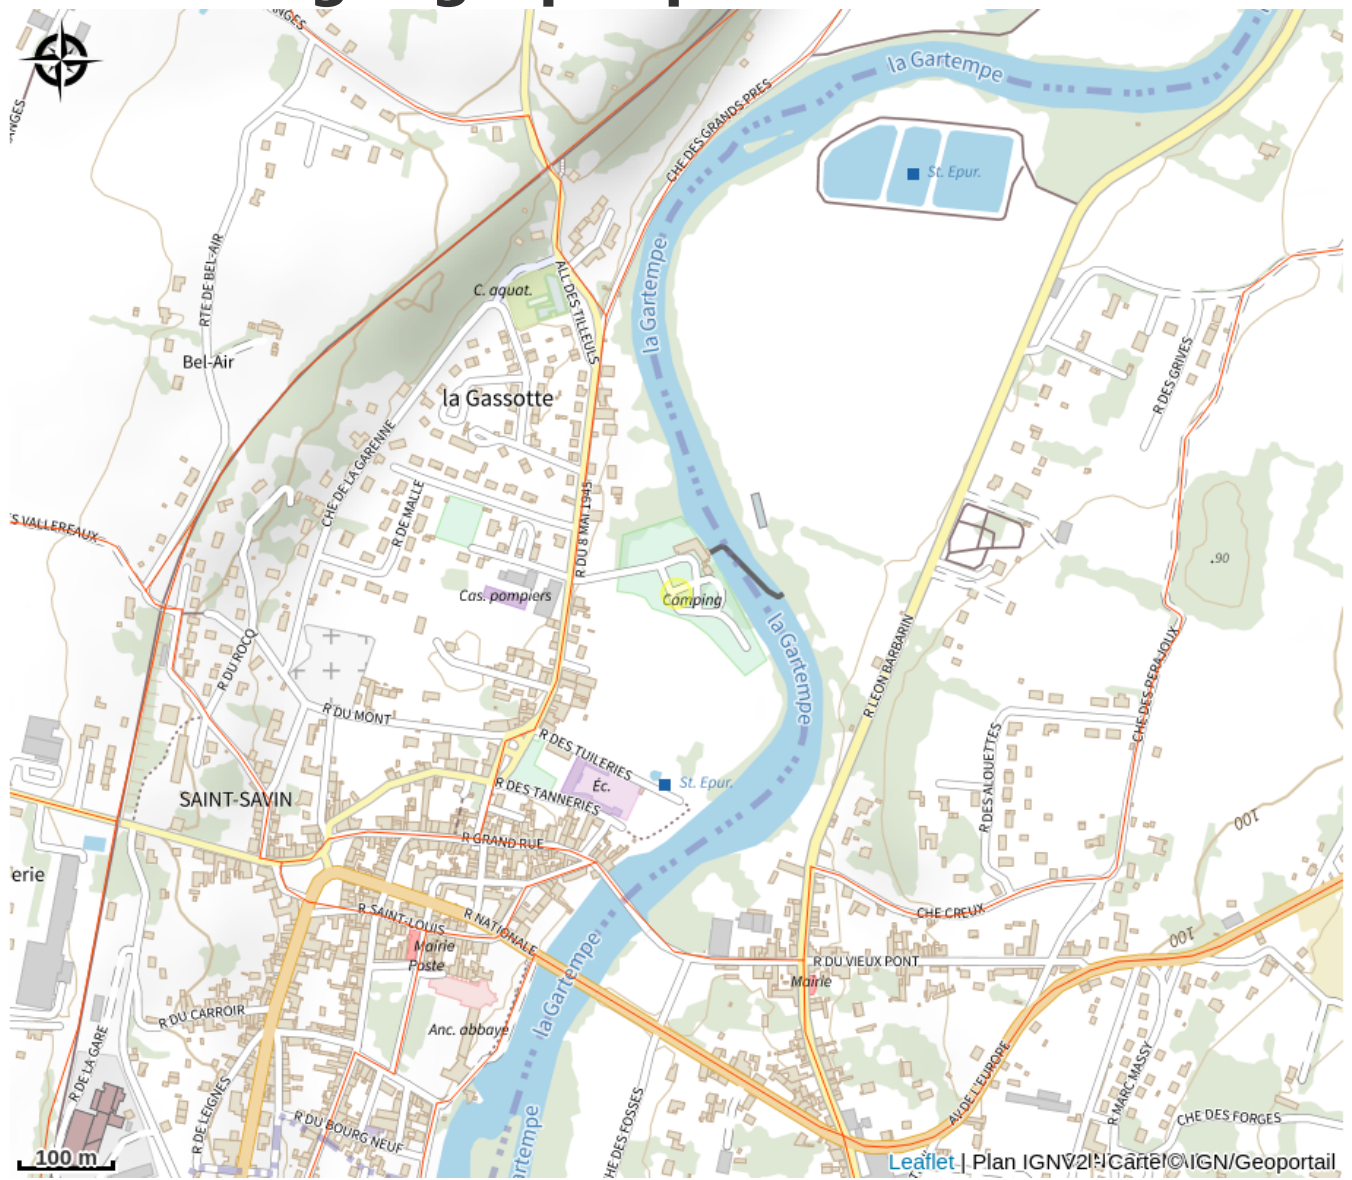 la Gartempe
CHE DES GRANDS PRES
St. Epur.
RTE DE BEL-AIR
la Gartempe
ALL DES TILLEULS
C. aquat.
Bel-Air
la Gassotte
R DES GRIVES
CHE DE LA GARENNE
R DE MALLE
R DU 8 MAI 1945
S VALLEREAUX
.90
Cas. pompiers
Camping
la Gartempe
R LEON BARBARIN
R DU ROCQ
CHE DES PERAJOUX
R DU MONT
R DES TUILERIES
R DES ALOUETTES
St. Epur.
Éc.
R DES TANNERIES
SAINT-SAVIN
100
R GRAND RUE
erie
CHE CREUX
R SAINT-LOUIS
R NATIONALE
100
Mairie
Poste
R DU VIEUX PONT
Mairie
la Gartempe
R DU CARROIR
Anc. abbaye
R DE LA GARE
R DE LEIGNES
R DU BOURG NEUF
artempe
HE DES FOSSES
AV DE L'EUROPE
R MARC MASSY
CHE DES FORGES
100 m
Leaflet | Plan IGNV2 IGN/Geoportail